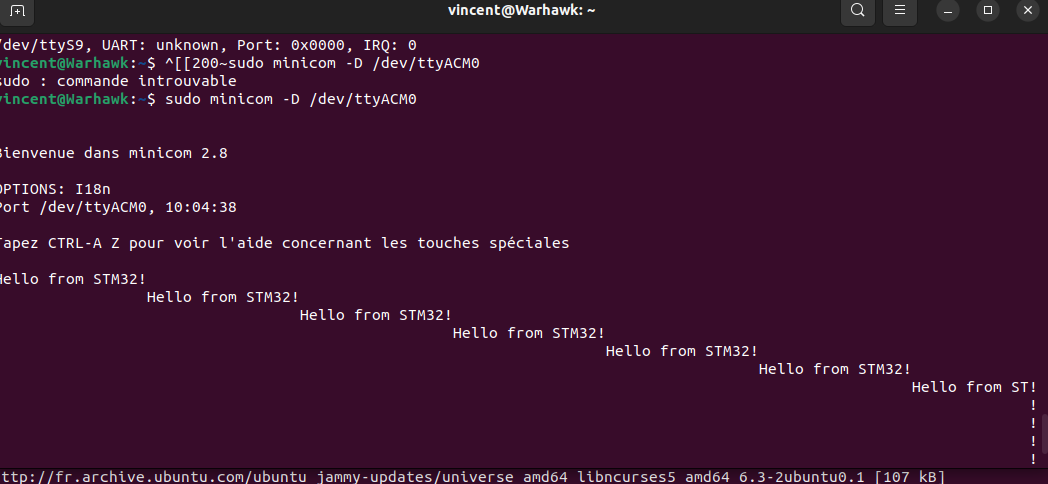 vincent@Warhawk: ~
/dev/ttyS9, UART: unknown, Port: 0x0000, IRQ: 0
vincent@Warhawk:~$ ^[[200~sudo minicom -D /dev/ttyACM0
sudo : commande introuvable
vincent@Warhawk:~$ sudo minicom -D /dev/ttyACM0
Bienvenue dans minicom 2.8
OPTIONS: I18n
Port /dev/ttyACM0, 10:04:38
Tapez CTRL-A Z pour voir l'aide concernant les touches spéciales
Hello from STM32!
Hello from STM32!
Hello from STM32!
Hello from STM32!
Hello from STM32!
Hello from STM32!
Hello from ST!
!
!
!
!
ttp://fr.archive.ubuntu.com/ubuntu jammy-updates/universe amd64 libncurses5 amd64 6.3-2ubuntu0.1 [107 kB]